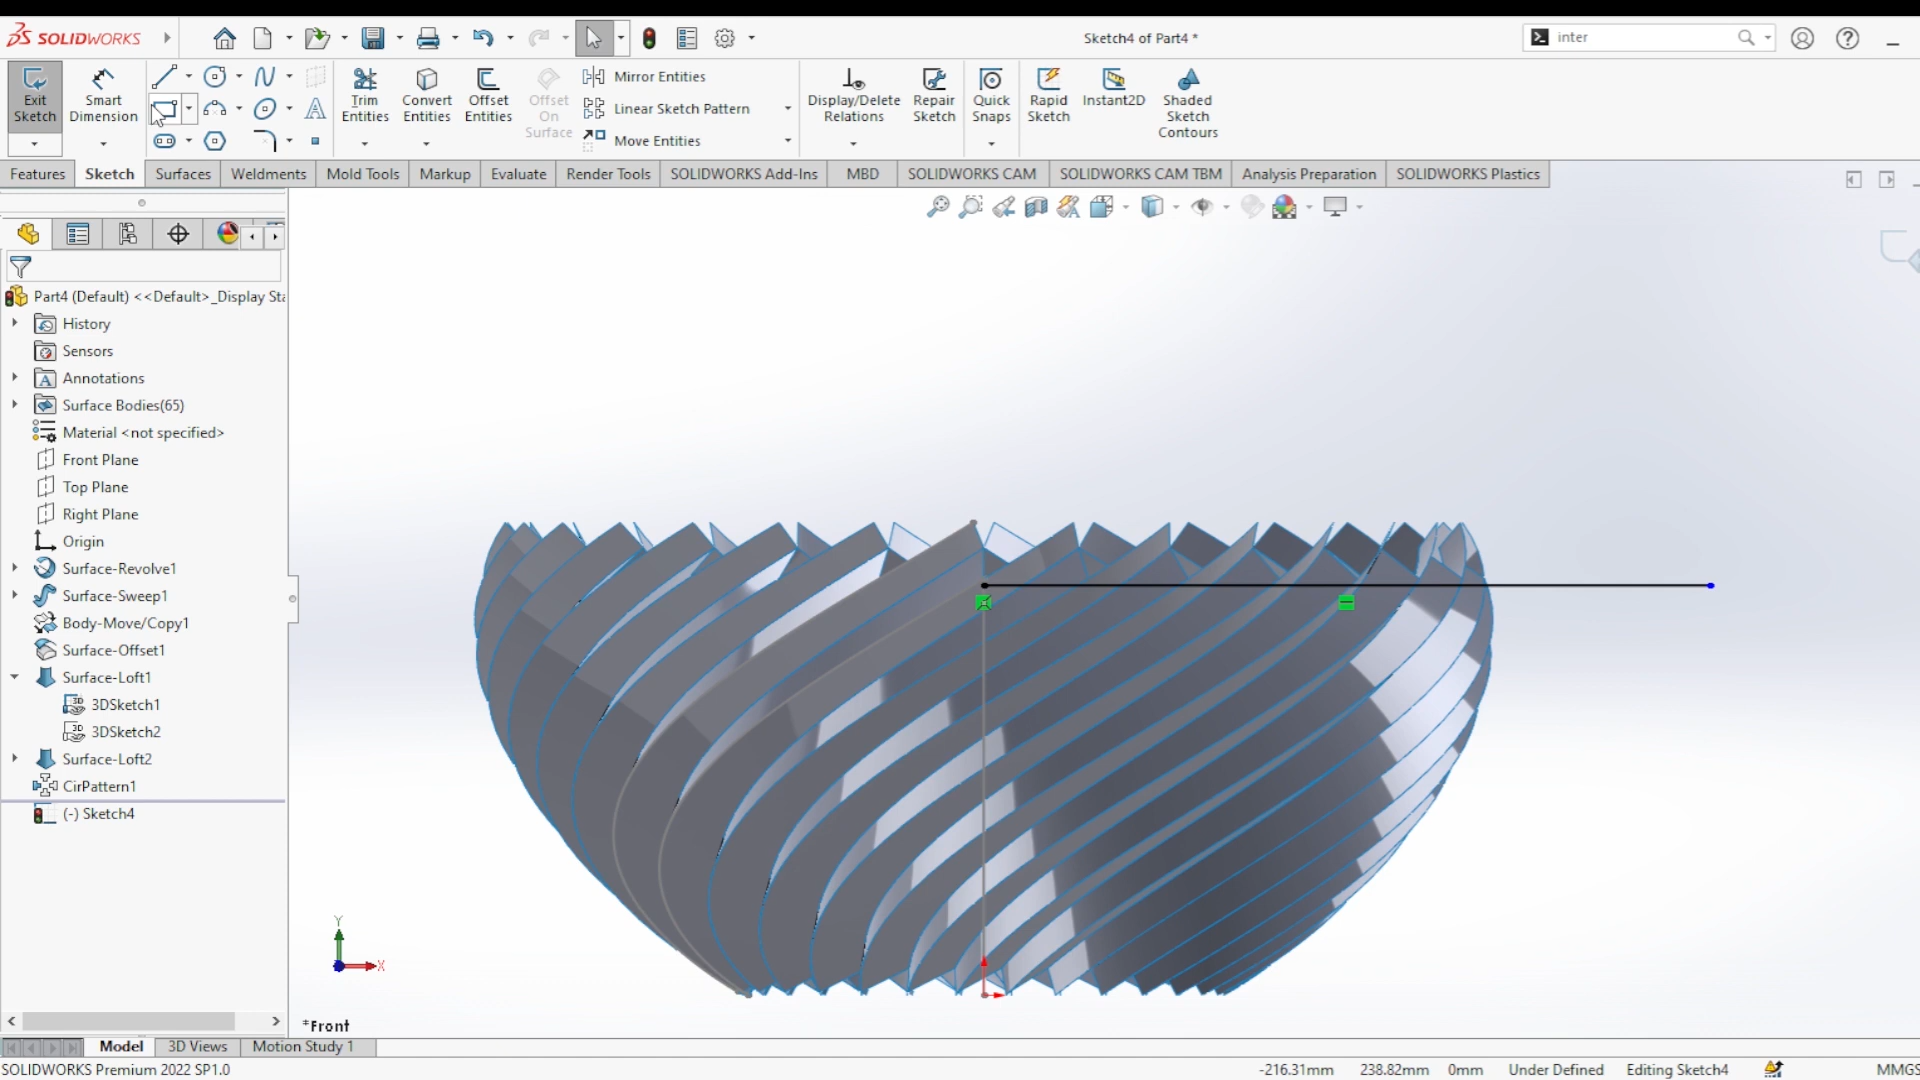 SOLIDWORKS
Sketch4 of Part4 *
inter
Exit Sketch
Smart Dimension
Trim Entities
Convert Entities
Offset Entities
Offset On Surface
Mirror Entities
Linear Sketch Pattern
Move Entities
Display/Delete Relations
Repair Sketch
Quick Snaps
Rapid Sketch
Instant2D
Shaded Sketch Contours
Features
Sketch
Surfaces
Weldments
Mold Tools
Markup
Evaluate
Render Tools
SOLIDWORKS Add-Ins
MBD
SOLIDWORKS CAM
SOLIDWORKS CAM TBM
Analysis Preparation
SOLIDWORKS Plastics
Part4 (Default) <<Default>_Display Sta
History
Sensors
Annotations
Surface Bodies(65)
Material <not specified>
Front Plane
Top Plane
Right Plane
Origin
Surface-Revolve1
Surface-Sweep1
Body-Move/Copy1
Surface-Offset1
Surface-Loft1
3DSketch1
3DSketch2
Surface-Loft2
CirPattern1
(-) Sketch4
Y
X
*Front
Model
3D Views
Motion Study 1
SOLIDWORKS Premium 2022 SP1.0
-216.31mm
238.82mm
0mm
Under Defined
Editing Sketch4
MMGS